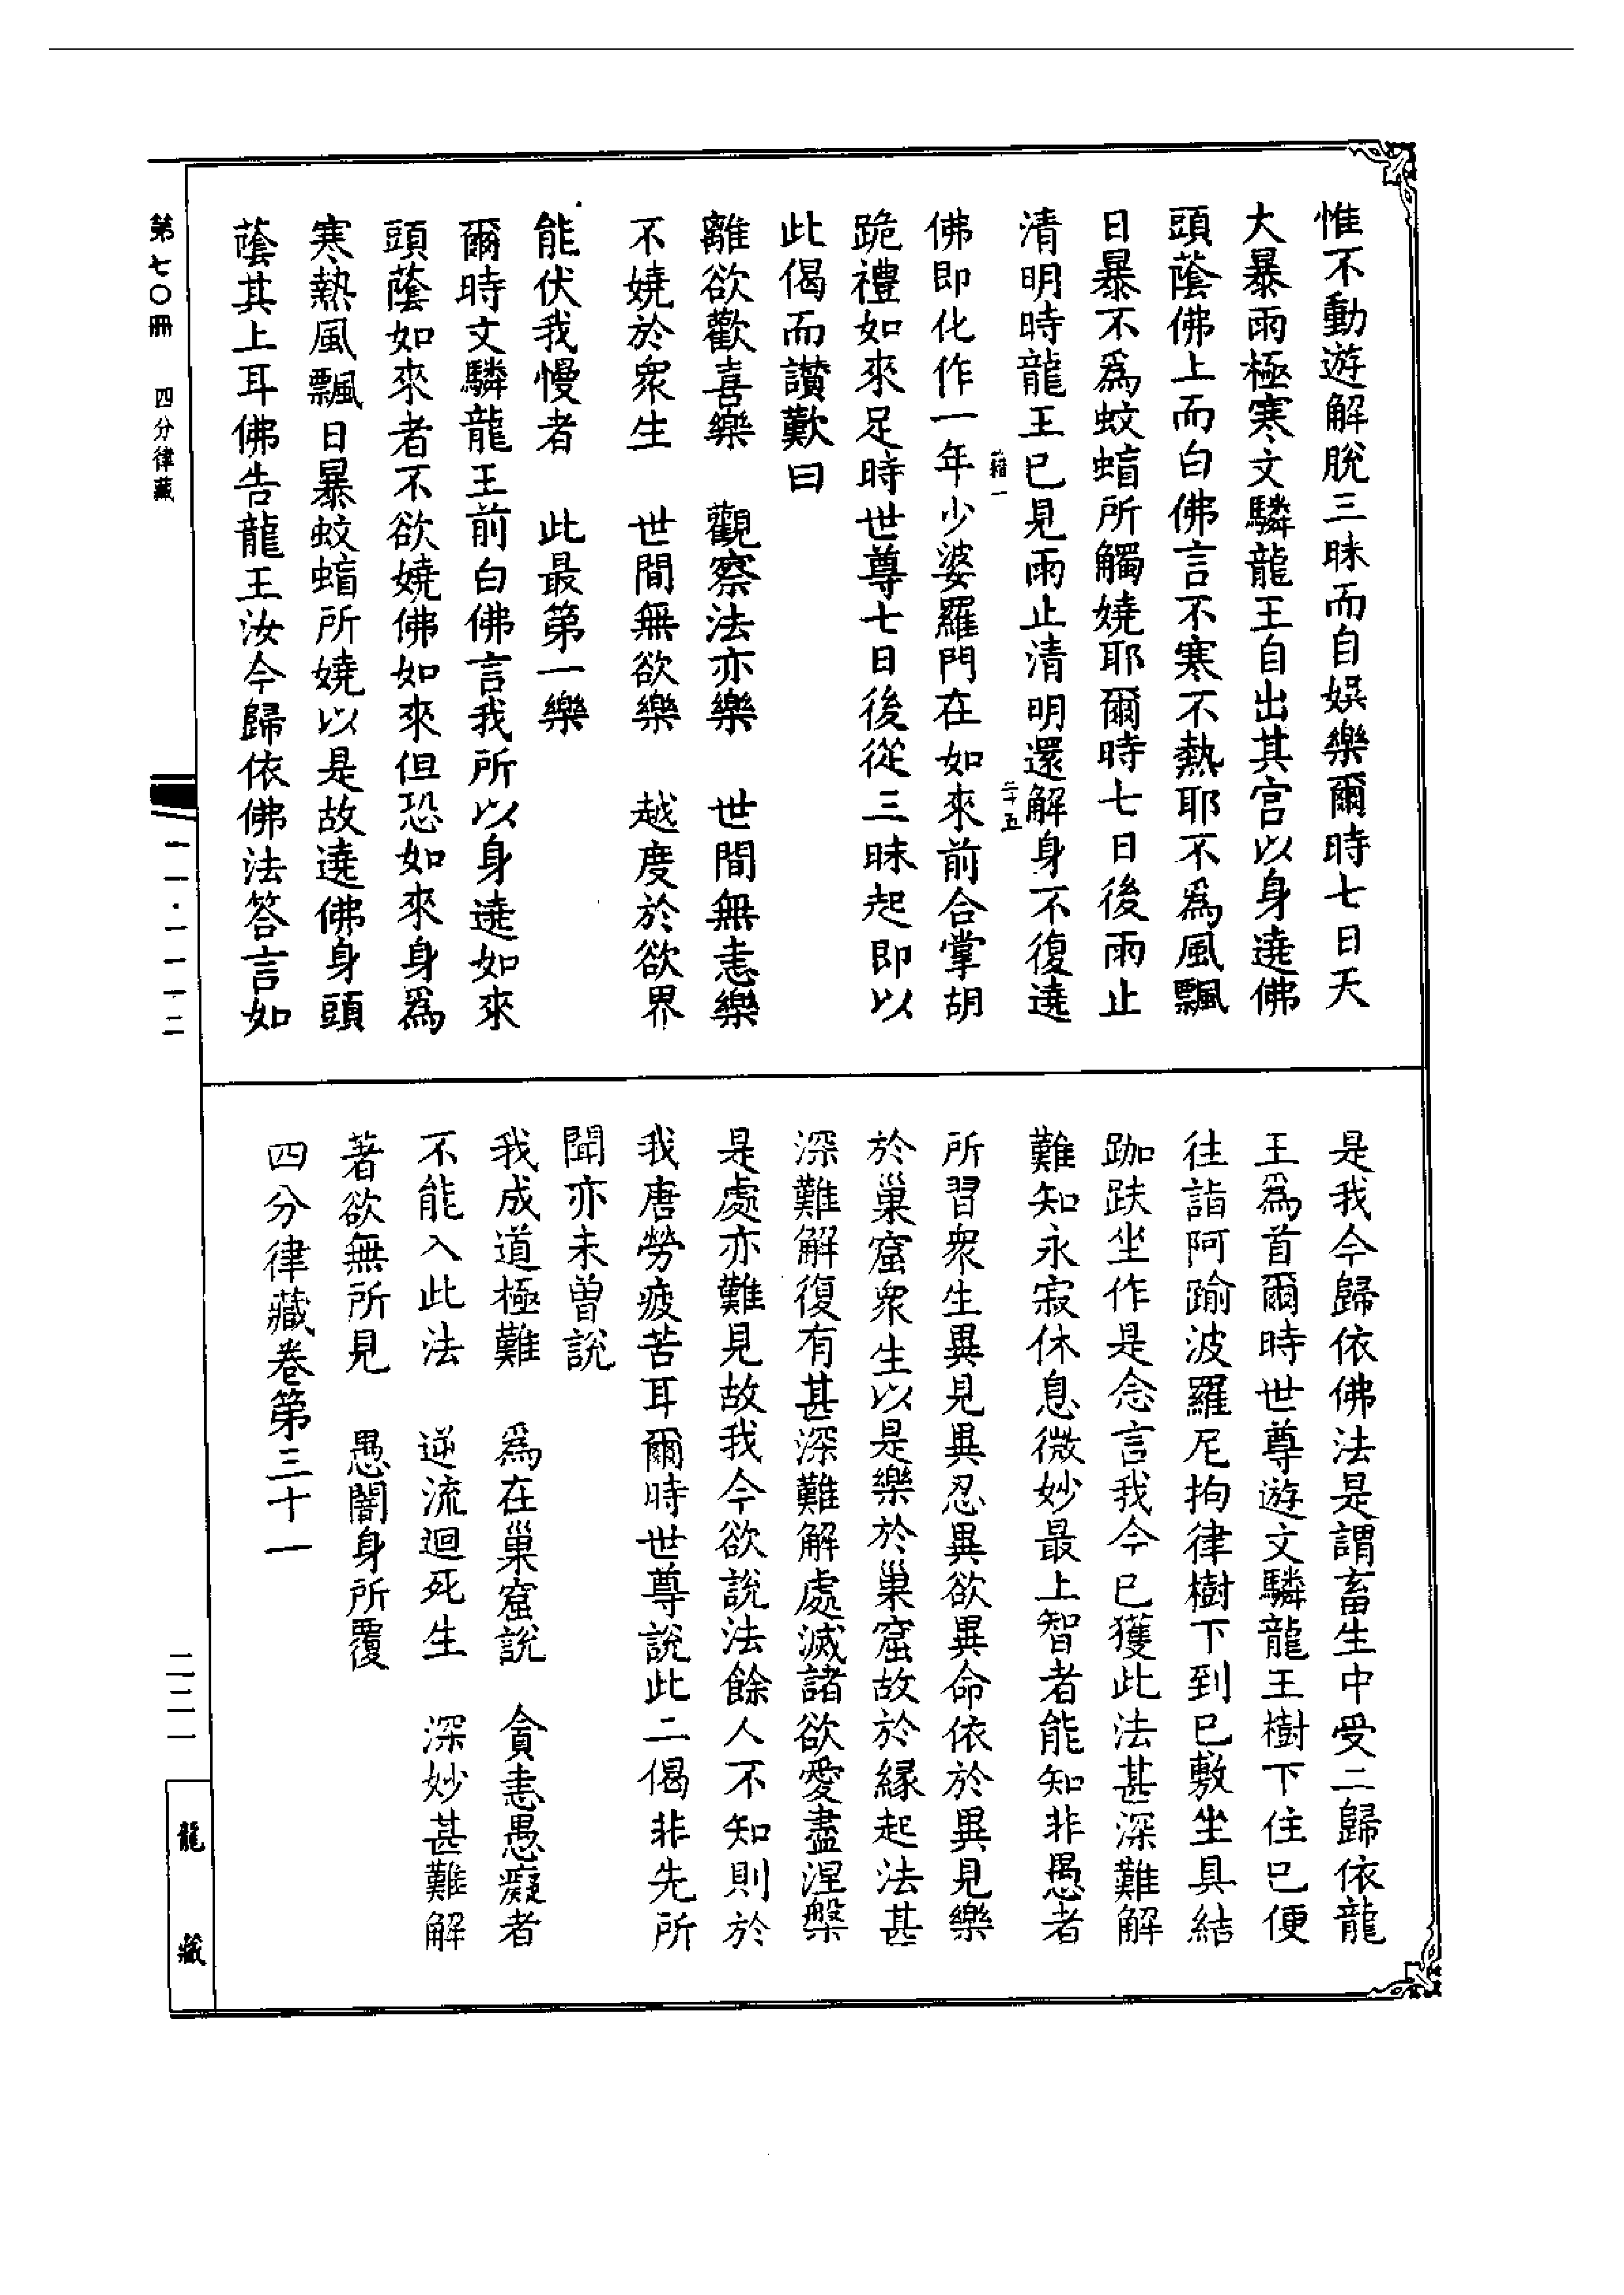 惟不動遊解脫三昧而自娛樂爾時七日天
大暴雨極寒文驎龍王自出其宮以身遶佛
頭蔭佛上而白佛言不寒不熱耶不爲風飄
日暴不爲蚊蝱所觸嬈耶爾時七日後雨止
清明時龍王已見雨止清明還解身不復遶
籍一
二十五
佛即化作一年少婆羅門在如來前合掌胡
跪禮如來足時世尊七日後從三昧起即以
此偈而讚歎曰
離欲歡喜樂　觀察法亦樂　世間無恚樂
不嬈於衆生　世間無欲樂　越度於欲界
能伏我慢者　此最第一樂
爾時文驎龍王前白佛言我所以身遶如來
頭蔭如來者不欲嬈佛如來但恐如來身爲
寒熱風飄日暴蚊蝱所嬈以是故遶佛身頭
蔭其上耳佛告龍王汝今歸依佛法答言如
是我今歸依佛法是謂畜生中受二歸依龍
王爲首爾時世尊遊文驎龍王樹下住已便
往詣阿踰波羅尼拘律樹下到已敷坐具結
跏趺坐作是念言我今已獲此法甚深難解
難知永寂休息微妙最上智者能知非愚者
所習衆生異見異忍異欲異命依於異見樂
於巢窟衆生以是樂於巢窟故於緣起法甚
深難解復有甚深難解處滅諸欲愛盡涅槃
是處亦難見故我今欲說法餘人不知則於
我唐勞疲苦耳爾時世尊說此二偈非先所
聞亦未曾說
我成道極難　爲在巢窟說　貪恚愚癡者
不能入此法　逆流迴死生　深妙甚難解
著欲無所見　愚闇身所覆
四分律藏卷第三十一
第七〇冊　四分律藏
一一·一一一二
二二一
龍藏